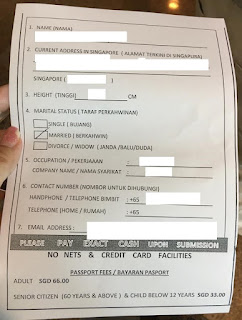 1. NAME (NAMA)
2. CURRENT ADDRESS IN SINGAPORE ( ALAMAT TERKINI DI SINGAPURA)
SINGAPORE ( )
3. HEIGHT (TINGGI) CM
4. MARITAL STATUS ( TARAF PERKAHWINAN)
SINGLE ( BUJANG)
MARRIED ( BERKAHWIN)
DIVORCE / WIDOW (JANDA /BALU/DUDA)
5. OCCUPATION / PEKERJAAN :
COMPANY NAME / NAMA SYARIKAT :
6. CONTACT NUMBER (NOMBOR UNTUK DIHUBUNGI)
HANDPHONE / TELEPHONE BIMBIT : +65
TELEPHONE (HOME / RUMAH) : +65
7. EMAIL ADDRESS :
PLEASE PAY EXACT CASH UPON SUBMISSION
NO NETS & CREDIT CARD FACILITIES
PASSPORT FEES / BAYARAN PASPORT
ADULT : SGD 66.00
SENIOR CITIZEN (60 YEARS & ABOVE ) & CHILD BELOW 12 YEARS SGD 33.00